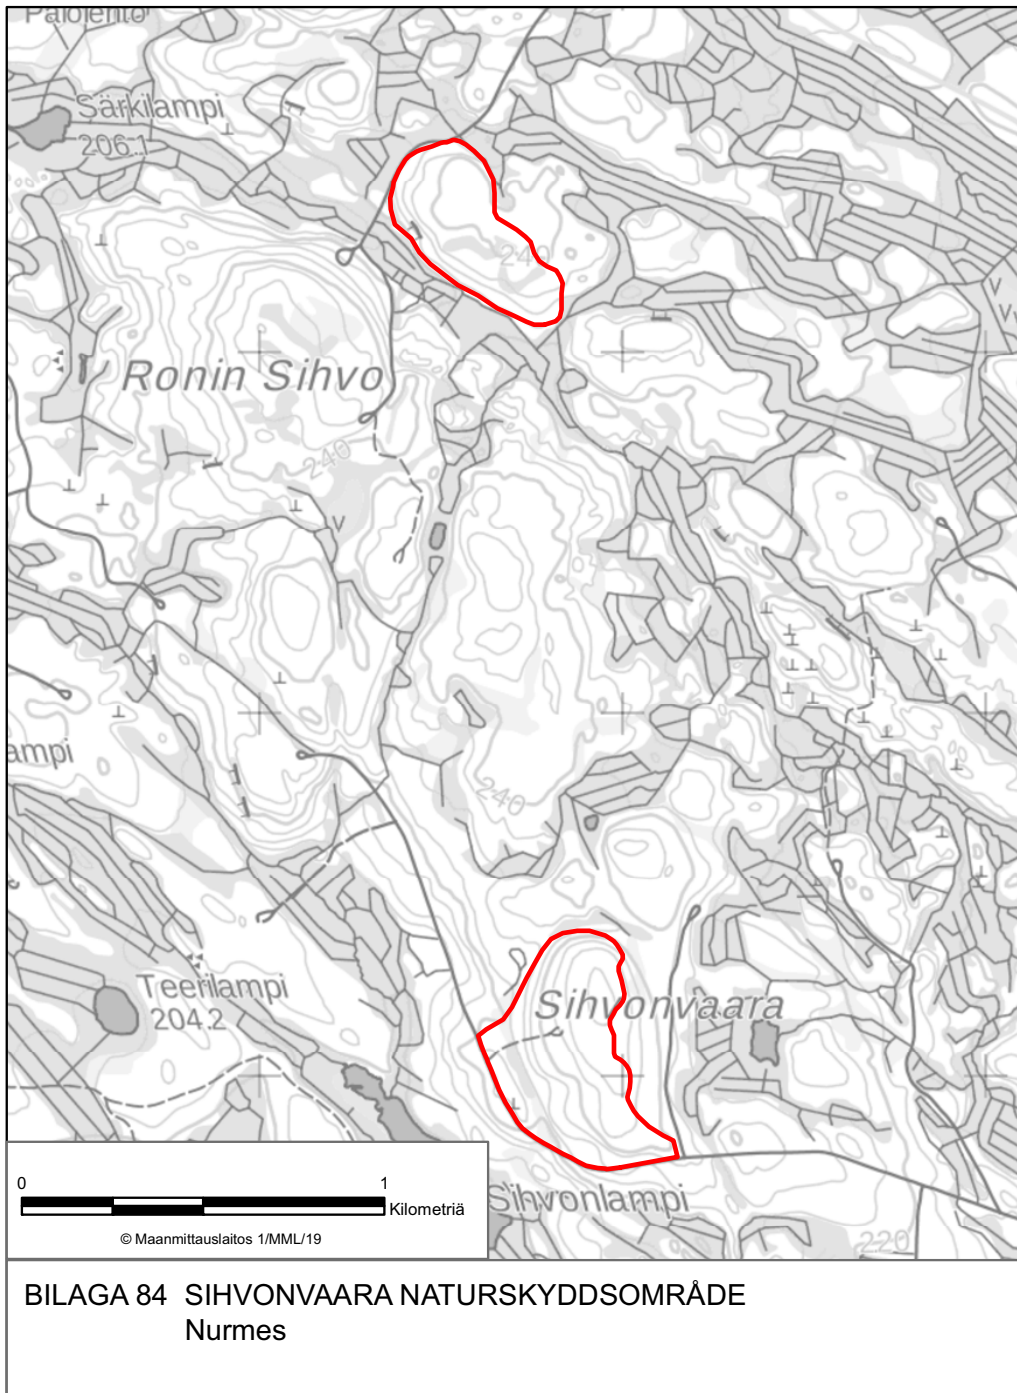 Palolehto
Särkilampi
206.1
240
Ronin Sihvo
240
ampi
240
Teerilampi
204.2
Sihvonvaara
Sihvonlampi
220
0 1
Kilometriä
© Maanmittauslaitos 1/MML/19
BILAGA 84 SIHVONVAARA NATURSKYDDSOMRÅDE
Nurmes